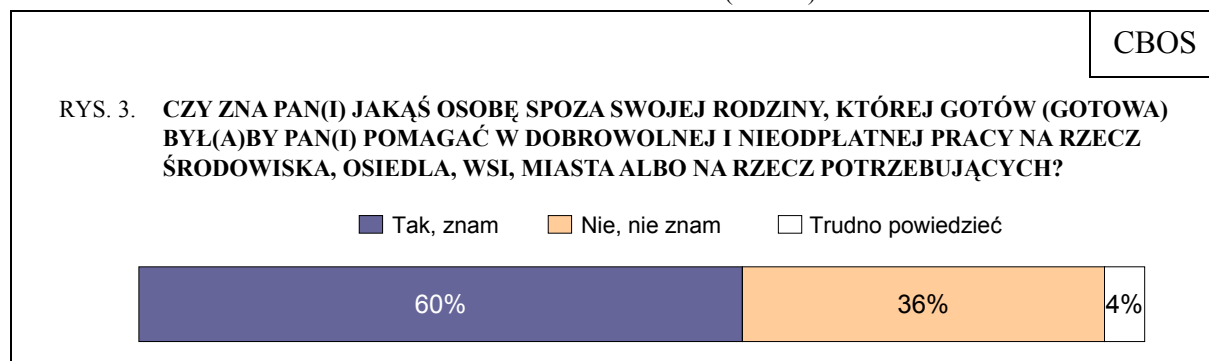 CBOS
RYS. 3. CZY ZNA PAN(I) JAKĄŚ OSOBĘ SPOZA SWOJEJ RODZINY, KTÓREJ GOTÓW (GOTOWA)
BYŁ(A)BY PAN(I) POMAGAĆ W DOBROWOLNEJ I NIEODPŁATNEJ PRACY NA RZECZ
ŚRODOWISKA, OSIEDLA, WSI, MIASTA ALBO NA RZECZ POTRZEBUJĄCYCH?
Tak, znam Nie, nie znam Trudno powiedzieć
60% 36% 4%